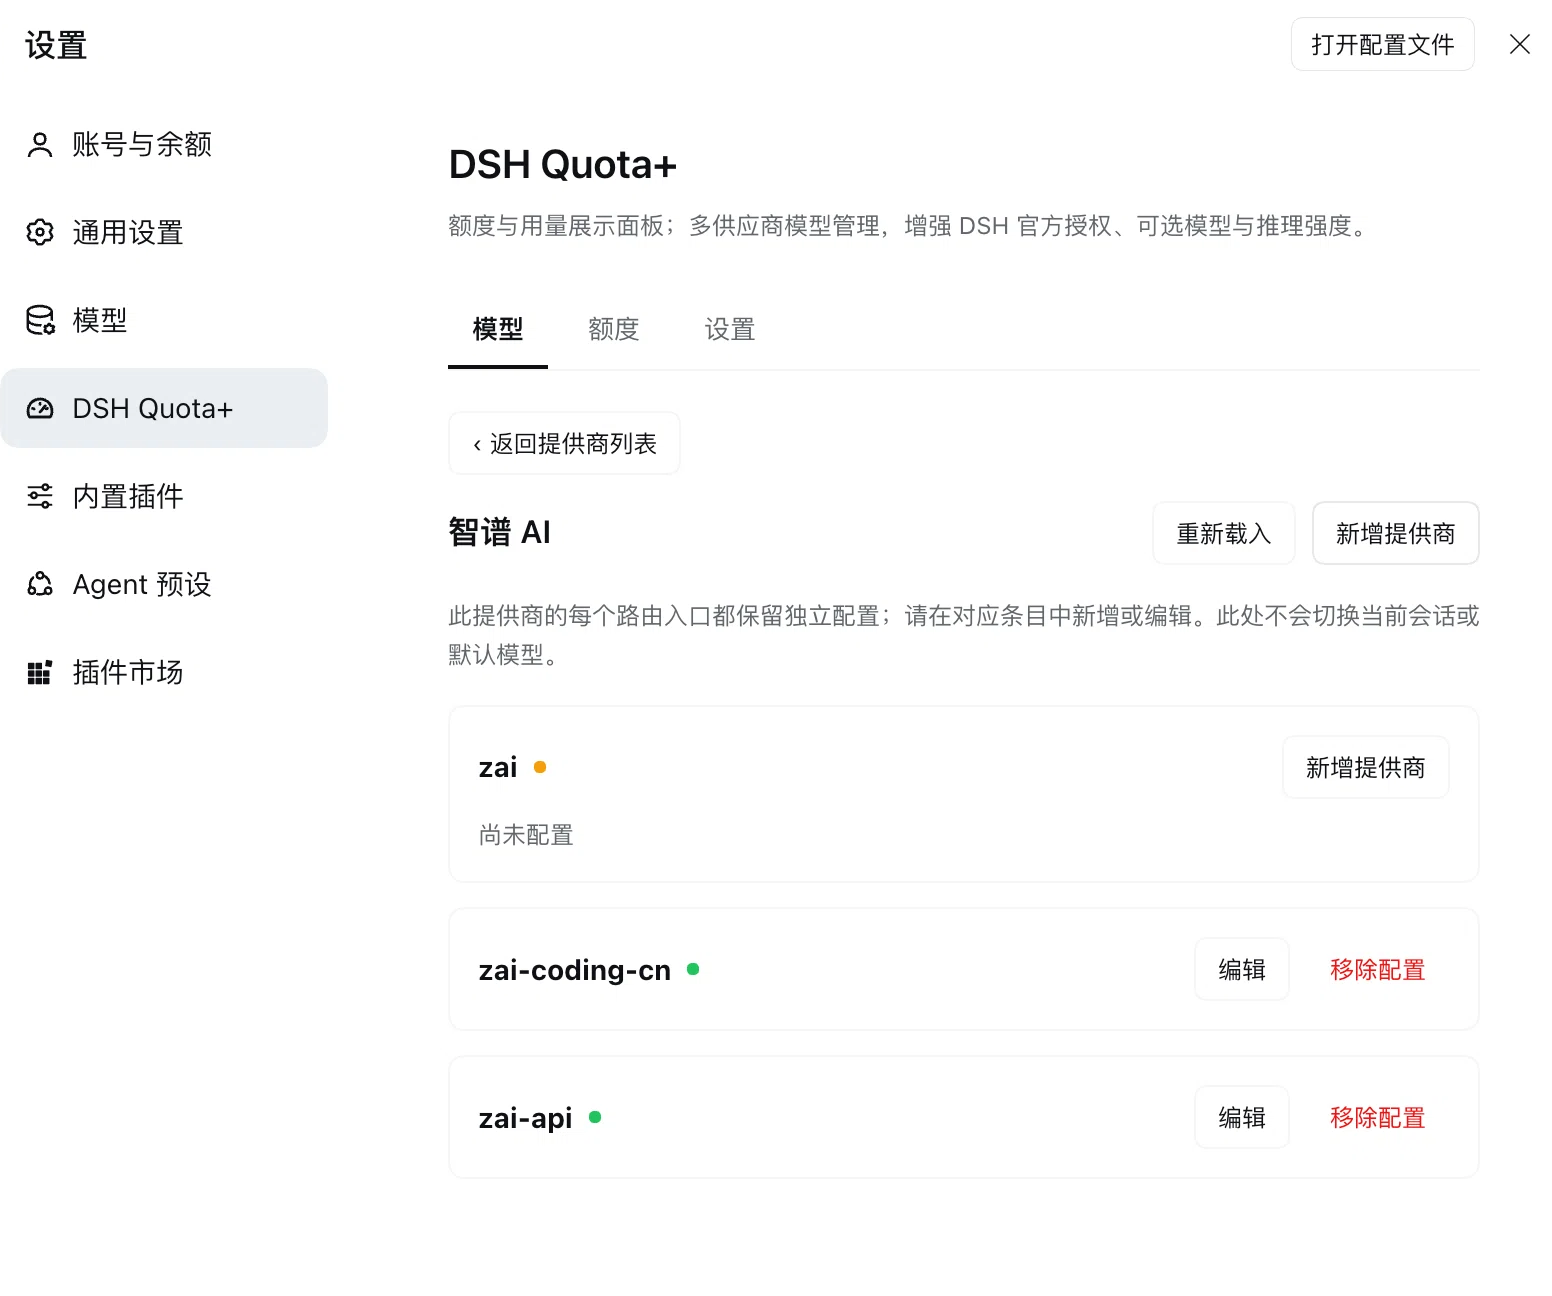 设置
打开配置文件
账号与余额
通用设置
模型
DSH Quota+
内置插件
Agent 预设
插件市场
DSH Quota+
额度与用量展示面板；多供应商模型管理，增强 DSH 官方授权、可选模型与推理强度。
模型
额度
设置
‹ 返回提供商列表
智谱 AI
重新载入
新增提供商
此提供商的每个路由入口都保留独立配置；请在对应条目中新增或编辑。此处不会切换当前会话或
默认模型。
zai
新增提供商
尚未配置
zai-coding-cn
编辑
移除配置
zai-api
编辑
移除配置